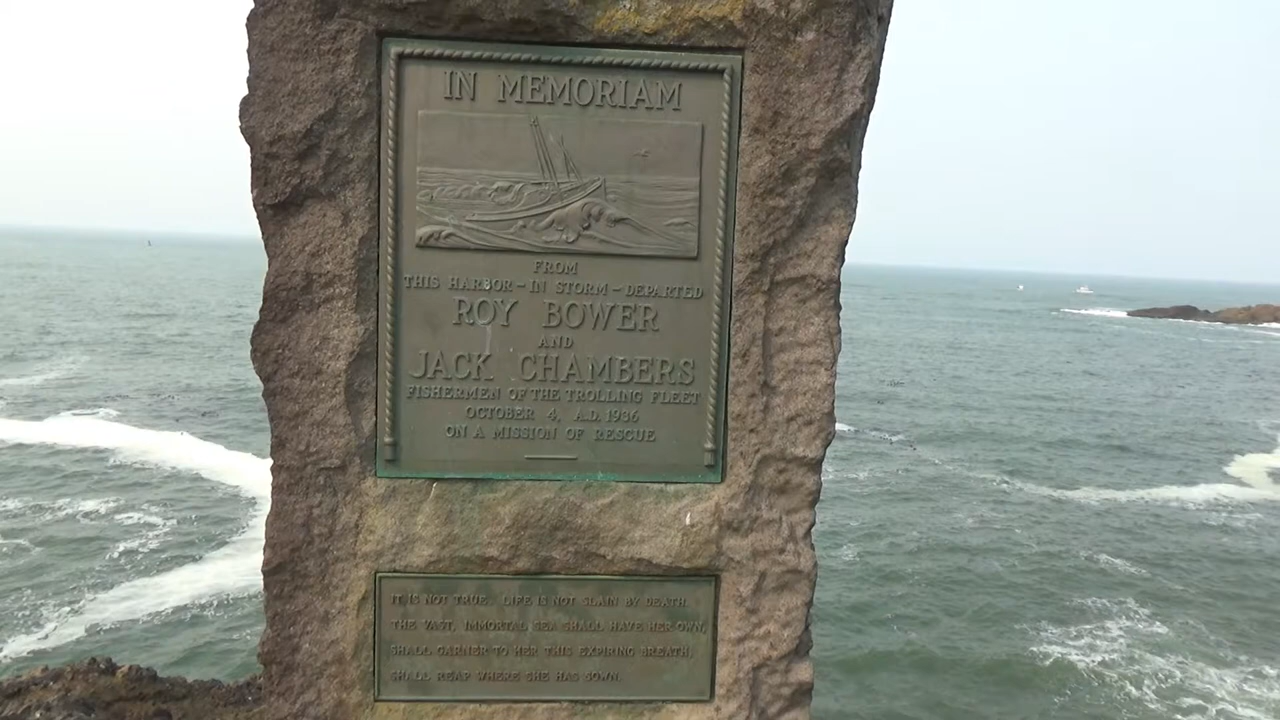 IN MEMORIAM
FROM
THIS HARBOR-IN STORM-DEPARTED
ROY BOWER
AND
JACK CHAMBERS
FISHERMEN OF THE TROLLING FLEET
OCTOBER 4, A.D. 1936
ON A MISSION OF RESCUE
IT IS NOT TRUE. LIFE IS NOT SLAIN BY DEATH.
THE VAST, IMMORTAL SEA SHALL HAVE HER OWN,
SHALL GARNER TO HER THIS EXPIRING BREATH,
SHALL REAP WHERE SHE HAS SOWN.